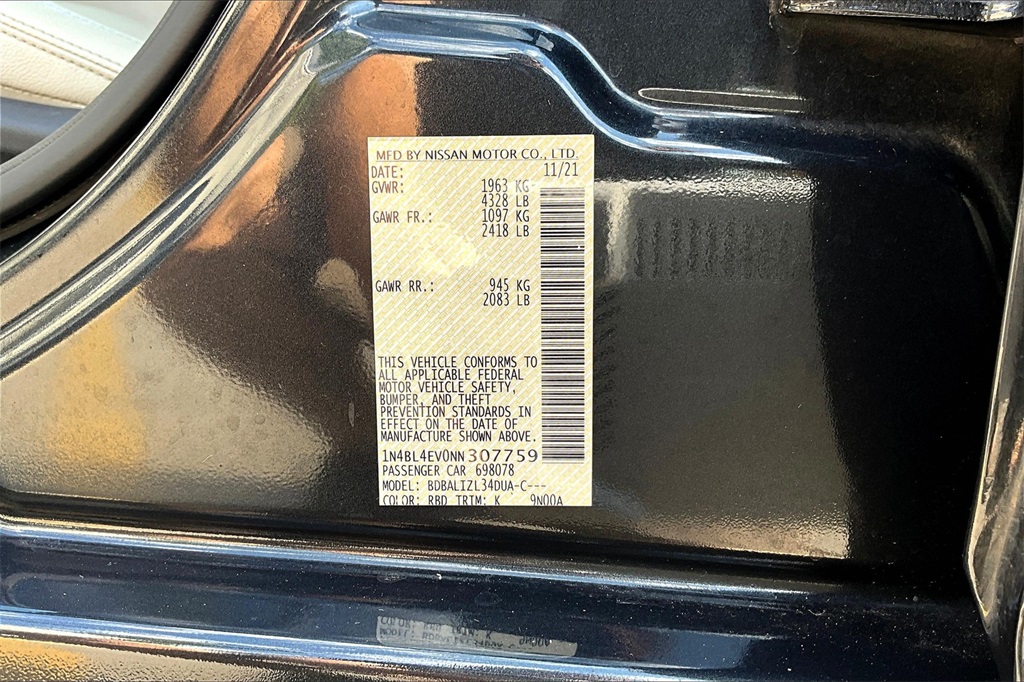 MFD BY NISSAN MOTOR CO., LTD.
DATE: 11/21
GVWR: 1963 KG
4328 LB
GAWR FR.: 1097 KG
2418 LB
GAWR RR.: 945 KG
2083 LB
THIS VEHICLE CONFORMS TO
ALL APPLICABLE FEDERAL
MOTOR VEHICLE SAFETY,
BUMPER, AND THEFT
PREVENTION STANDARDS IN
EFFECT ON THE DATE OF
MANUFACTURE SHOWN ABOVE.
1N4BL4EV0NN307759
PASSENGER CAR 698078
MODEL: BDBALIZL34DUA-C---
COLOR: RBD TRIM: K 9N00A